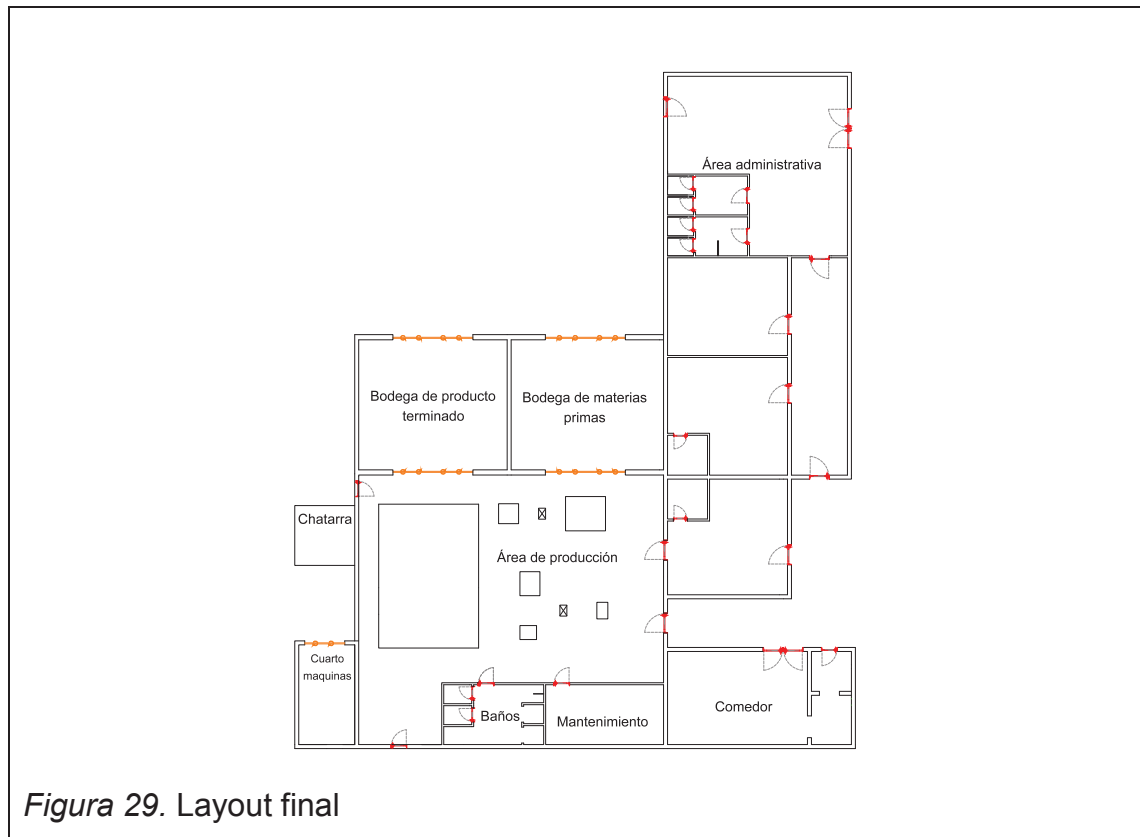 Área administrativa
Bodega de producto
terminado
Bodega de materias
primas
Chatarra
Área de producción
Cuarto
maquinas
Baños
Mantenimiento
Comedor
Figura 29. Layout final